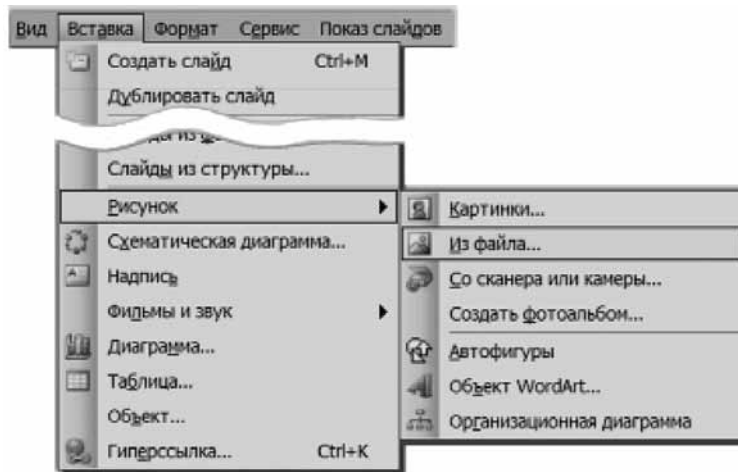 Вид Вставка Формат Сервис Показ слайдов
Создать слайд Ctrl+M
Дублировать слайд
Слайды из структуры...
Рисунок
Схематическая диаграмма...
Надпись
Фильмы и звук
Диаграмма...
Таблица...
Объект...
Гиперссылка... Ctrl+K
Картинки...
Из файла...
Со сканера или камеры...
Создать фотоальбом...
Автофигуры
Объект WordArt...
Организационная диаграмма